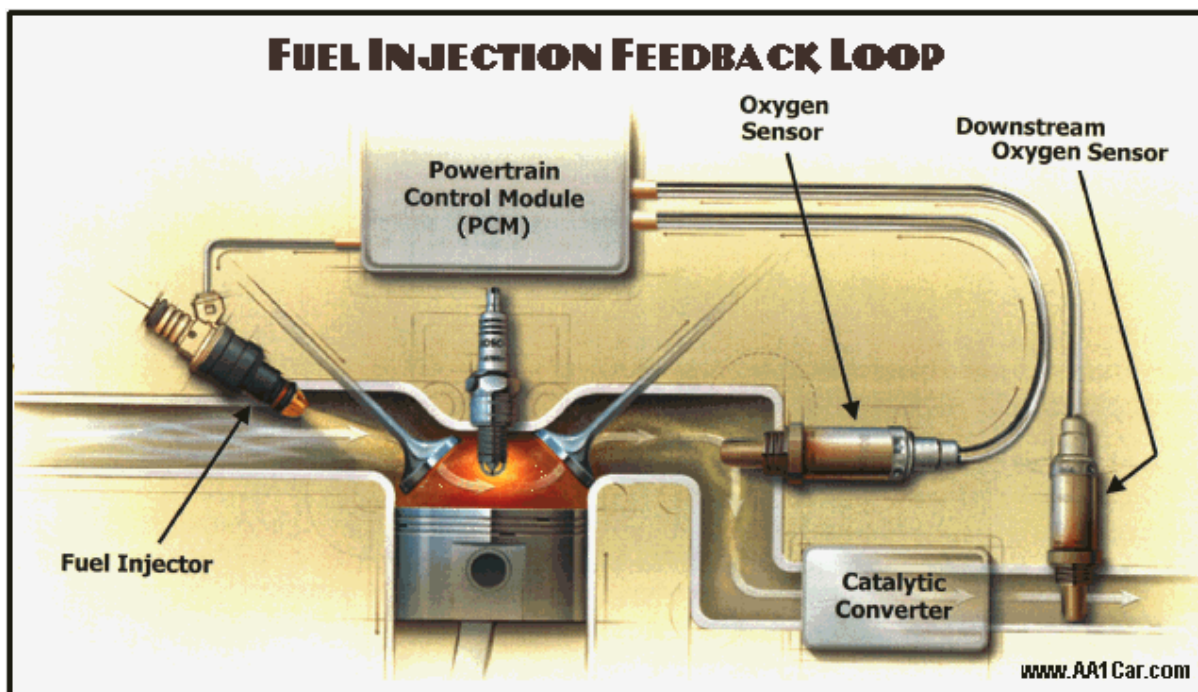 FUEL INJECTION FEEDBACK LOOP
Oxygen
Sensor
Downstream
Oxygen Sensor
Powertrain
Control Module
(PCM)
Fuel Injector
Catalytic
Converter
www.AA1Car.com